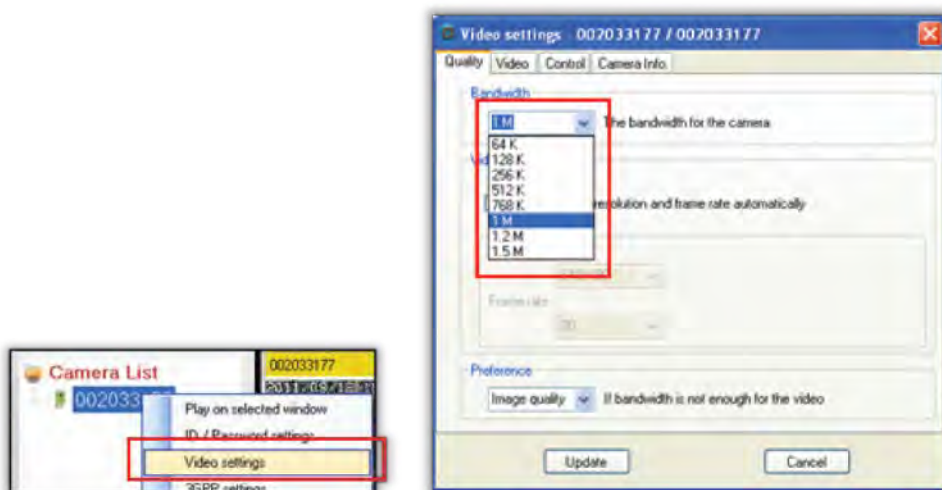 Video settings 002033177 / 002033177
Quality Video Control Camera Info.
Bandwidth
1 M The bandwidth for the camera
64 K
128 K
256 K
512 K
768 K
1 M
1.2 M
1.5 M
resolution and frame rate automatically
Frame rate
30
Preference
Image quality If bandwidth is not enough for the video
Update Cancel
Camera List
002033
002033177
Play on selected window
ID / Password settings
Video settings
3GPP settings